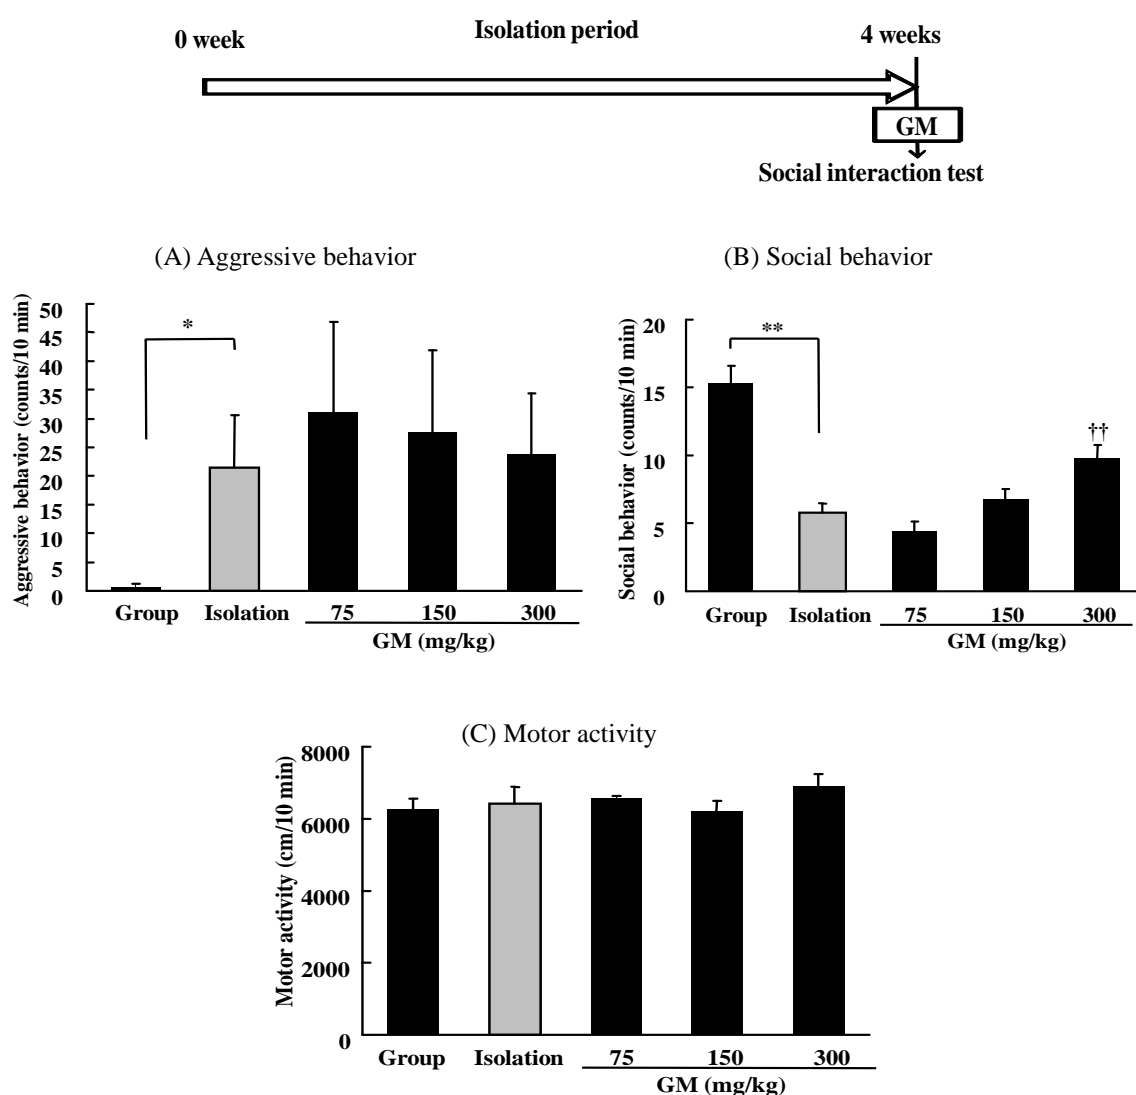 0 week
Isolation period
4 weeks
GM
Social interaction test
(A) Aggressive behavior
Aggressive behavior (counts/10 min)
50
45
40
35
30
25
20
15
10
5
0
*
Group
Isolation
75
150
300
GM (mg/kg)
(B) Social behavior
Social behavior (counts/10 min)
20
15
10
5
0
**
††
Group
Isolation
75
150
300
GM (mg/kg)
(C) Motor activity
Motor activity (cm/10 min)
8000
6000
4000
2000
0
Group
Isolation
75
150
300
GM (mg/kg)